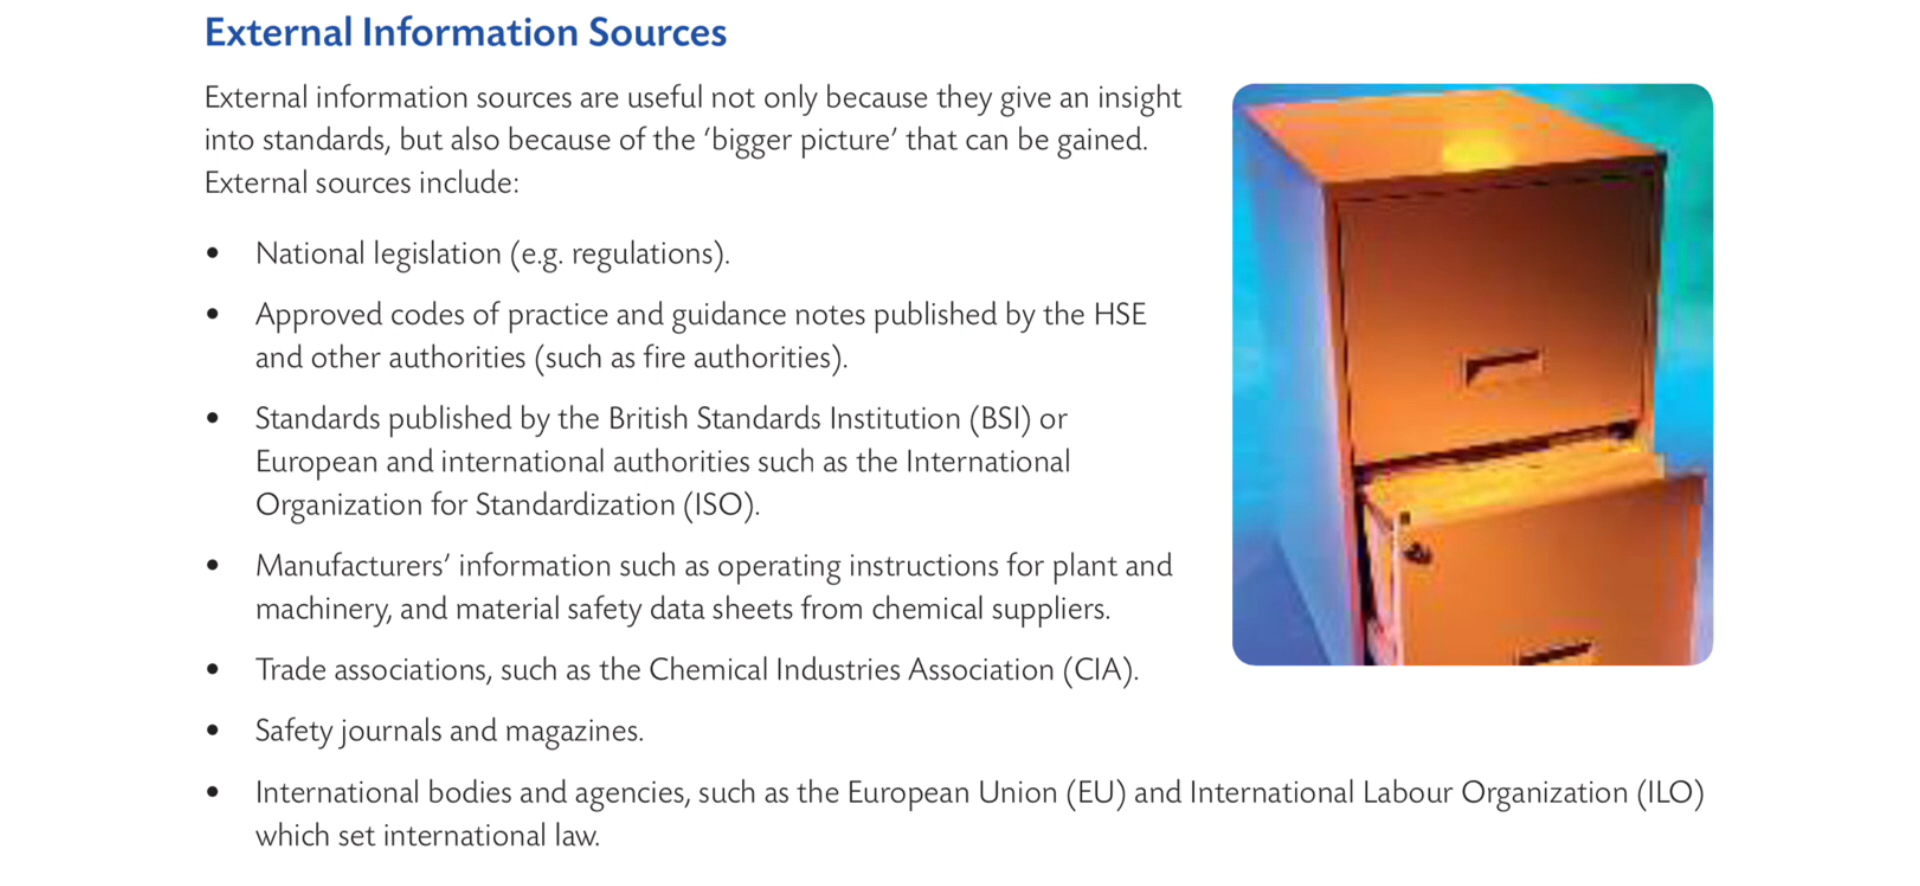 External Information Sources
External information sources are useful not only because they give an insight
into standards, but also because of the ‘bigger picture’ that can be gained.
External sources include:
• National legislation (e.g. regulations).
• Approved codes of practice and guidance notes published by the HSE
and other authorities (such as fire authorities).
• Standards published by the British Standards Institution (BSI) or
European and international authorities such as the International
Organization for Standardization (ISO).
• Manufacturers’ information such as operating instructions for plant and
machinery, and material safety data sheets from chemical suppliers.
• Trade associations, such as the Chemical Industries Association (CIA).
• Safety journals and magazines.
• International bodies and agencies, such as the European Union (EU) and International Labour Organization (ILO)
which set international law.